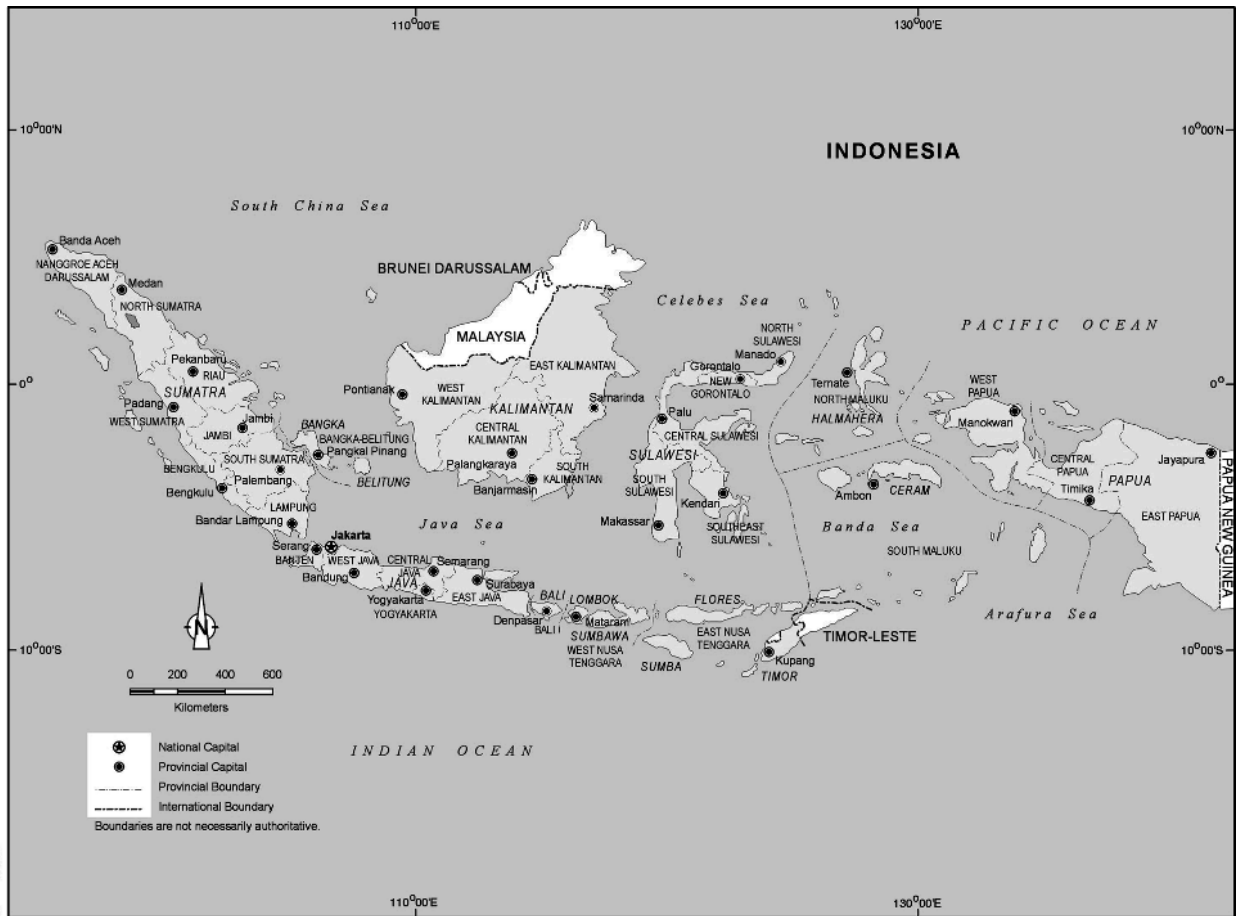 110°00'E
130°00'E
10°00'N
10°00'N
INDONESIA
South China Sea
Banda Aceh
NANGGROE ACEH
DARUSSALAM
Medan
NORTH SUMATRA
BRUNEI DARUSSALAM
MALAYSIA
Celebes Sea
PACIFIC OCEAN
NORTH
SULAWESI
Manado
Gorontalo
NEW
GORONTALO
EAST KALIMANTAN
Pekanbaru
RIAU
SUMATRA
0°
0°
Pontianak
WEST
KALIMANTAN
KALIMANTAN
Samarinda
Ternate
NORTH MALUKU
HALMAHERA
WEST
PAPUA
Manokwari
Padang
WEST SUMATRA
Jambi
JAMBI
BANGKA
BANGKA-BELITUNG
Pangkal Pinang
BELITUNG
CENTRAL
KALIMANTAN
Palangkaraya
Banjarmasin
SOUTH
KALIMANTAN
Palu
CENTRAL SULAWESI
SULAWESI
SOUTH
SULAWESI
Kendari
SOUTHEAST
SULAWESI
Makassar
BENGKULU
Bengkulu
SOUTH SUMATRA
Palembang
LAMPUNG
Bandar Lampung
Java Sea
Ambon
CERAM
Banda Sea
SOUTH MALUKU
CENTRAL
PAPUA
Timika
PAPUA
Jayapura
EAST PAPUA
PAPUA NEW GUINEA
Arafura Sea
Jakarta
Serang
BANTEN
WEST JAVA
Bandung
CENTRAL
JAVA
JAVA
Semarang
Yogyakarta
YOGYAKARTA
Surabaya
EAST JAVA
BALI
Denpasar
BALI I
LOMBOK
Mataram
SUMBAWA
WEST NUSA
TENGGARA
SUMBA
FLORES
EAST NUSA
TENGGARA
TIMOR-LESTE
Kupang
TIMOR
10°00'S
10°00'S
N
0 200 400 600
Kilometers
INDIAN OCEAN
National Capital
Provincial Capital
Provincial Boundary
International Boundary
Boundaries are not necessarily authoritative.
110°00'E
130°00'E